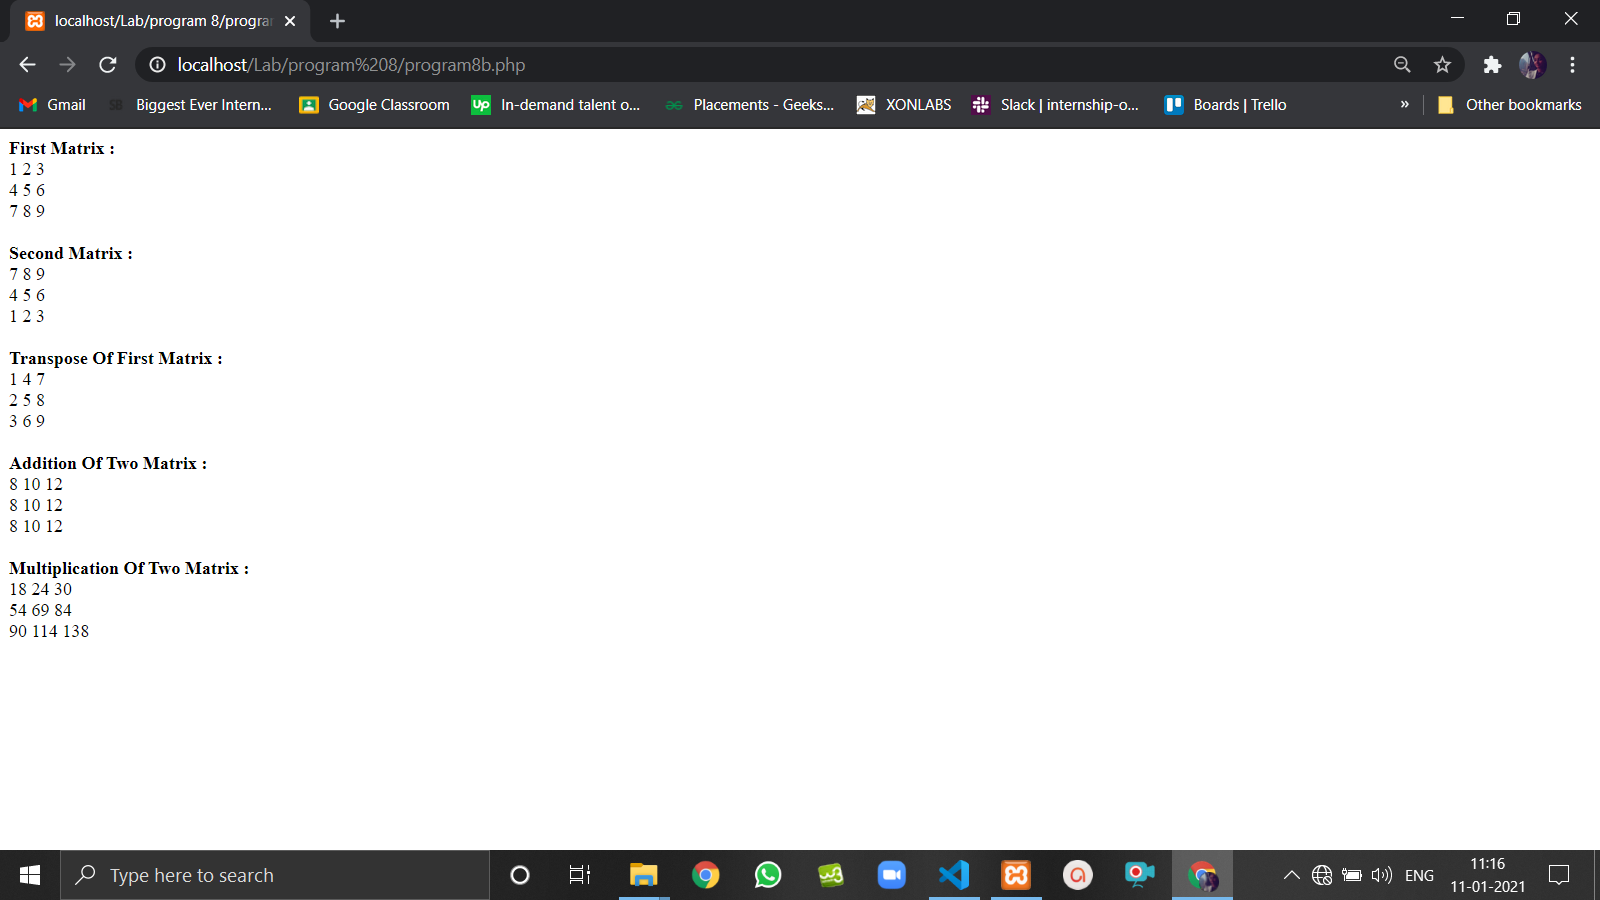 localhost/Lab/program 8/progra
localhost/Lab/program%208/program8b.php
Gmail SB Biggest Ever Intern... Google Classroom Up In-demand talent o... Placements - Geeks... XONLABS Slack | internship-o... Boards | Trello » Other bookmarks
First Matrix :
1 2 3
4 5 6
7 8 9
Second Matrix :
7 8 9
4 5 6
1 2 3
Transpose Of First Matrix :
1 4 7
2 5 8
3 6 9
Addition Of Two Matrix :
8 10 12
8 10 12
8 10 12
Multiplication Of Two Matrix :
18 24 30
54 69 84
90 114 138
Type here to search w3 ENG 11:16
11-01-2021